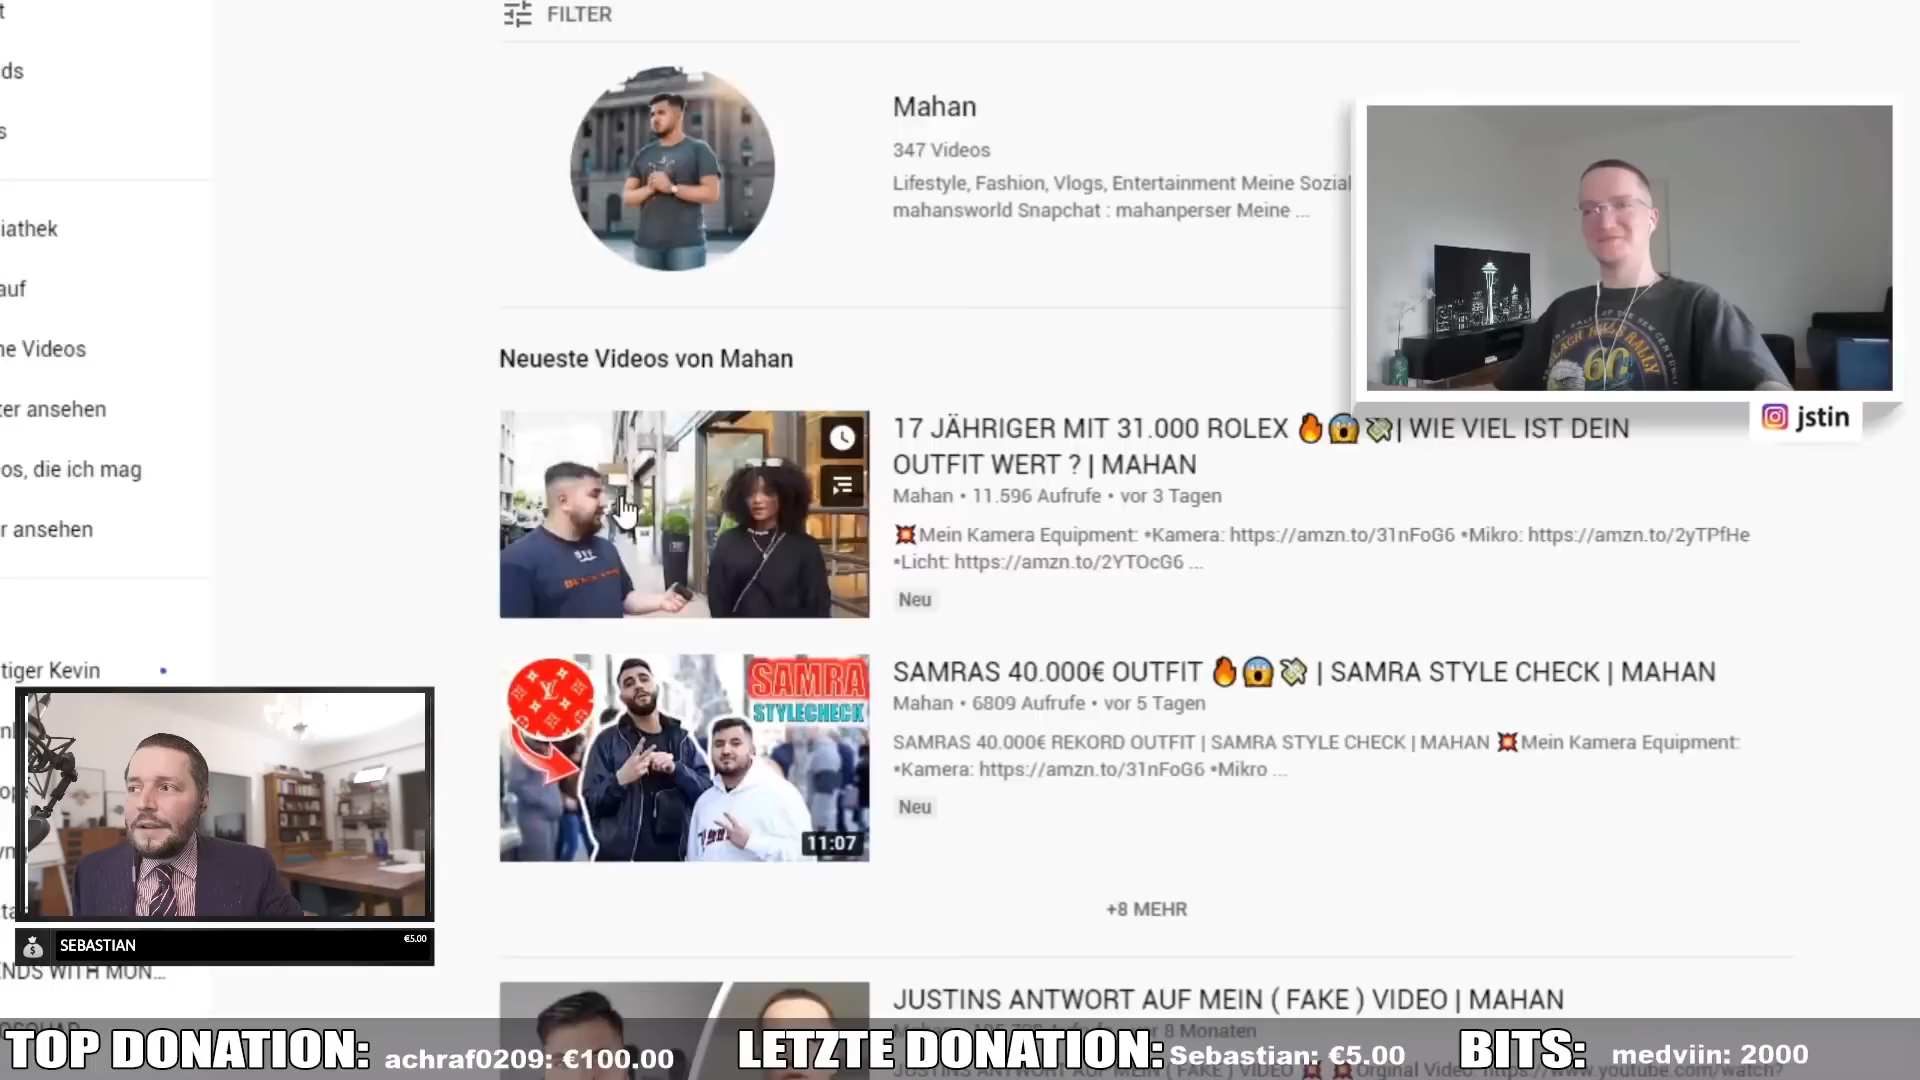 FILTER
ds
iathek
auf
ne Videos
ter ansehen
os, die ich mag
r ansehen
tiger Kevin
ENDS WITH MON...
Mahan
347 Videos
Lifestyle, Fashion, Vlogs, Entertainment Meine Sozial
mahansworld Snapchat : mahanperser Meine ...
60
jstin
Neueste Videos von Mahan
17 JÄHRIGER MIT 31.000 ROLEX 🔥😱💸| WIE VIEL IST DEIN
OUTFIT WERT ? | MAHAN
Mahan • 11.596 Aufrufe • vor 3 Tagen
💥Mein Kamera Equipment: •Kamera: https://amzn.to/31nFoG6 •Mikro: https://amzn.to/2yTPfHe
•Licht: https://amzn.to/2YTOcG6 ...
Neu
SAMRA
STYLECHECK
11:07
SAMRAS 40.000€ OUTFIT 🔥😱💸 | SAMRA STYLE CHECK | MAHAN
Mahan • 6809 Aufrufe • vor 5 Tagen
SAMRAS 40.000€ REKORD OUTFIT | SAMRA STYLE CHECK | MAHAN 💥Mein Kamera Equipment:
•Kamera: https://amzn.to/31nFoG6 •Mikro ...
Neu
+8 MEHR
SEBASTIAN
€5.00
JUSTINS ANTWORT AUF MEIN ( FAKE ) VIDEO | MAHAN
8 Monaten
TOP DONATION: achraf0209: €100.00
LETZTE DONATION: Sebastian: €5.00
BITS: medviin: 2000